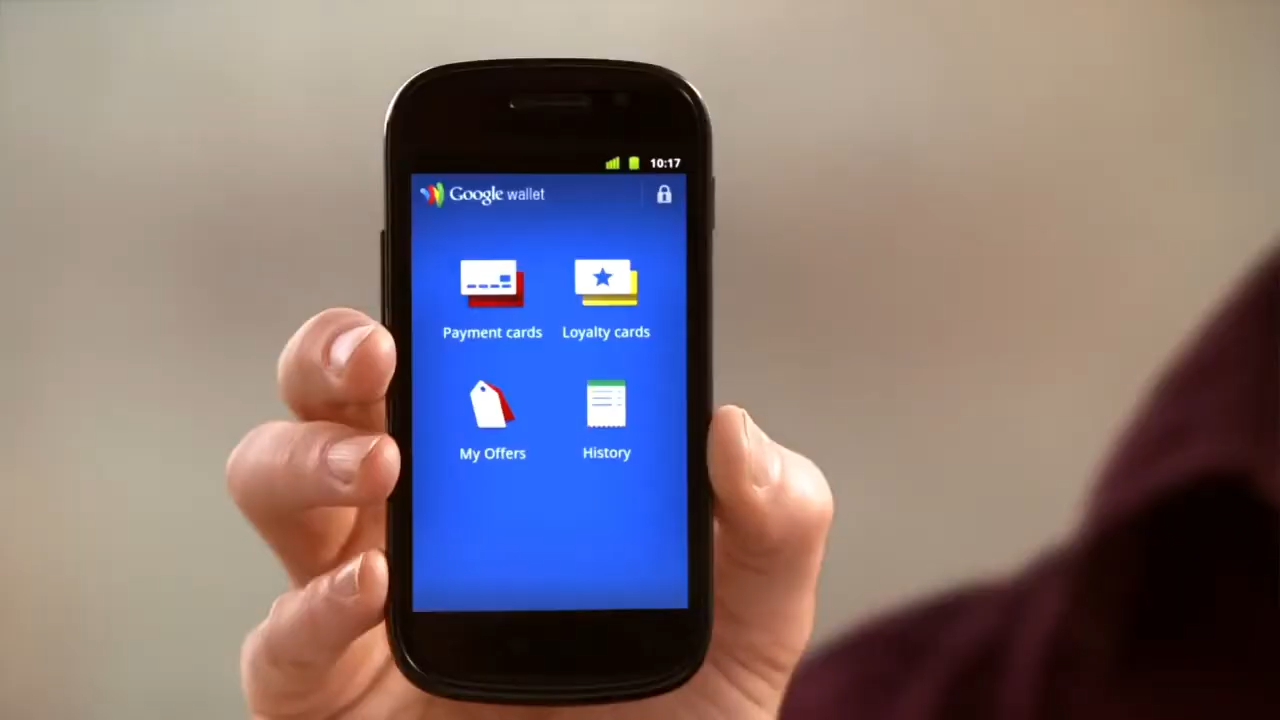 10:17
Google wallet
Payment cards
Loyalty cards
My Offers
History